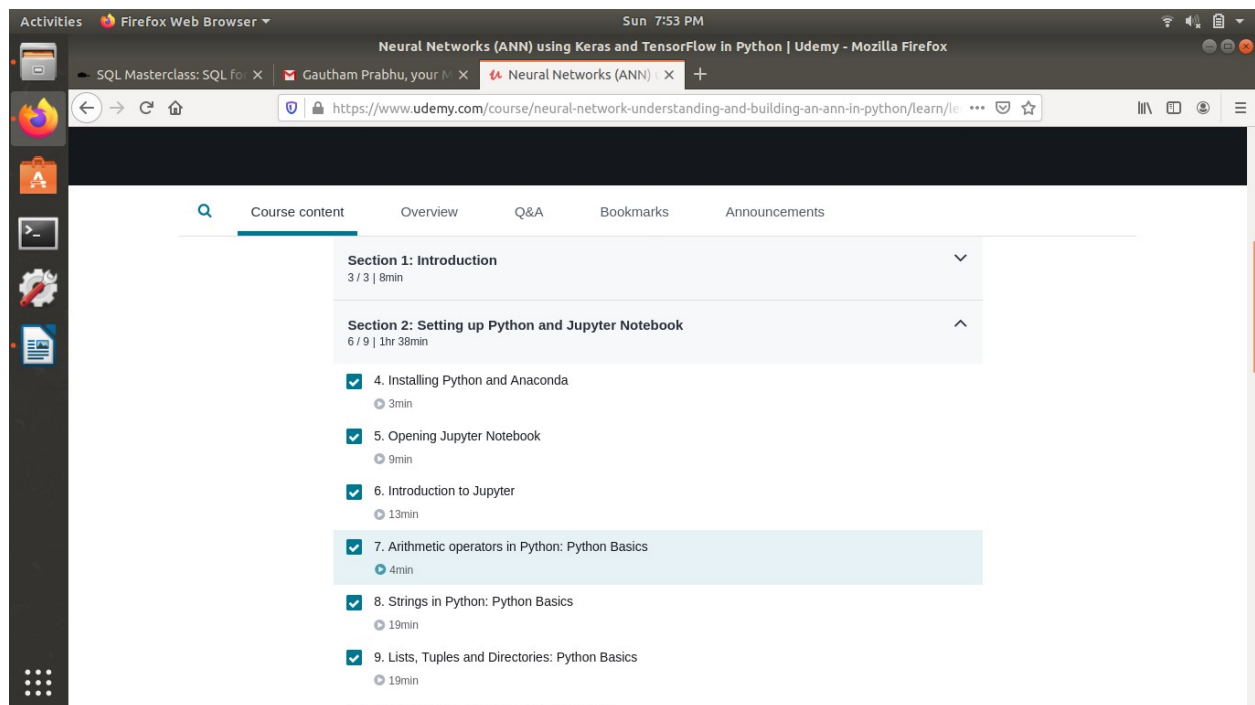 Activities Firefox Web Browser Sun 7:53 PM
Neural Networks (ANN) using Keras and TensorFlow in Python | Udemy - Mozilla Firefox
SQL Masterclass: SQL for Gautham Prabhu, your M Neural Networks (ANN)
https://www.udemy.com/course/neural-network-understanding-and-building-an-ann-in-python/learn/le
Course content Overview Q&A Bookmarks Announcements
Section 1: Introduction
3 / 3 | 8min
Section 2: Setting up Python and Jupyter Notebook
6 / 9 | 1hr 38min
4. Installing Python and Anaconda
3min
5. Opening Jupyter Notebook
9min
6. Introduction to Jupyter
13min
7. Arithmetic operators in Python: Python Basics
4min
8. Strings in Python: Python Basics
19min
9. Lists, Tuples and Directories: Python Basics
19min